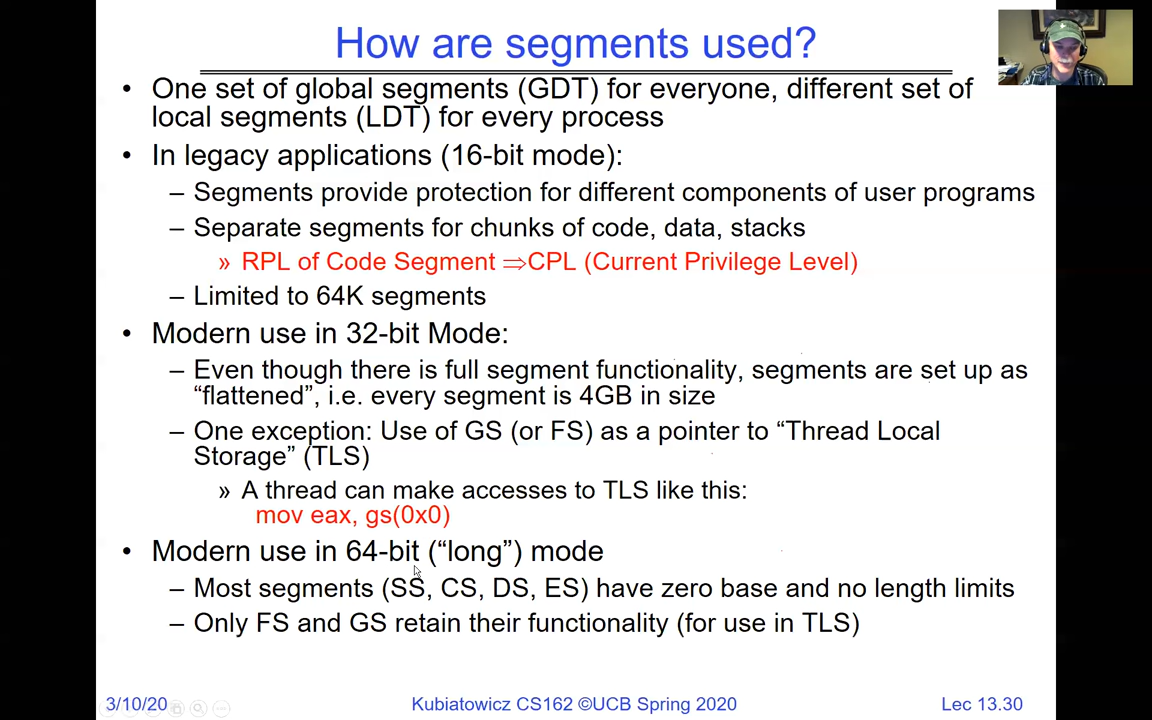 How are segments used?
• One set of global segments (GDT) for everyone, different set of
local segments (LDT) for every process
• In legacy applications (16-bit mode):
– Segments provide protection for different components of user programs
– Separate segments for chunks of code, data, stacks
» RPL of Code Segment ⇒CPL (Current Privilege Level)
– Limited to 64K segments
• Modern use in 32-bit Mode:
– Even though there is full segment functionality, segments are set up as
“flattened”, i.e. every segment is 4GB in size
– One exception: Use of GS (or FS) as a pointer to “Thread Local
Storage” (TLS)
» A thread can make accesses to TLS like this:
mov eax, gs(0x0)
• Modern use in 64-bit (“long”) mode
– Most segments (SS, CS, DS, ES) have zero base and no length limits
– Only FS and GS retain their functionality (for use in TLS)
3/10/20 Kubiatowicz CS162 ©UCB Spring 2020 Lec 13.30